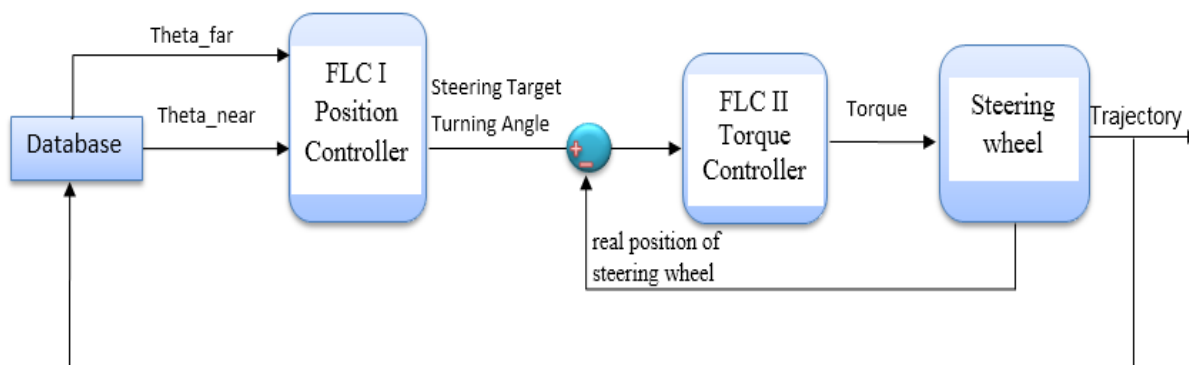 Theta_far
Theta_near
Database
FLC I
Position
Controller
Steering Target
Turning Angle
+
−
FLC II
Torque
Controller
Torque
Steering
wheel
Trajectory
real position of
steering wheel